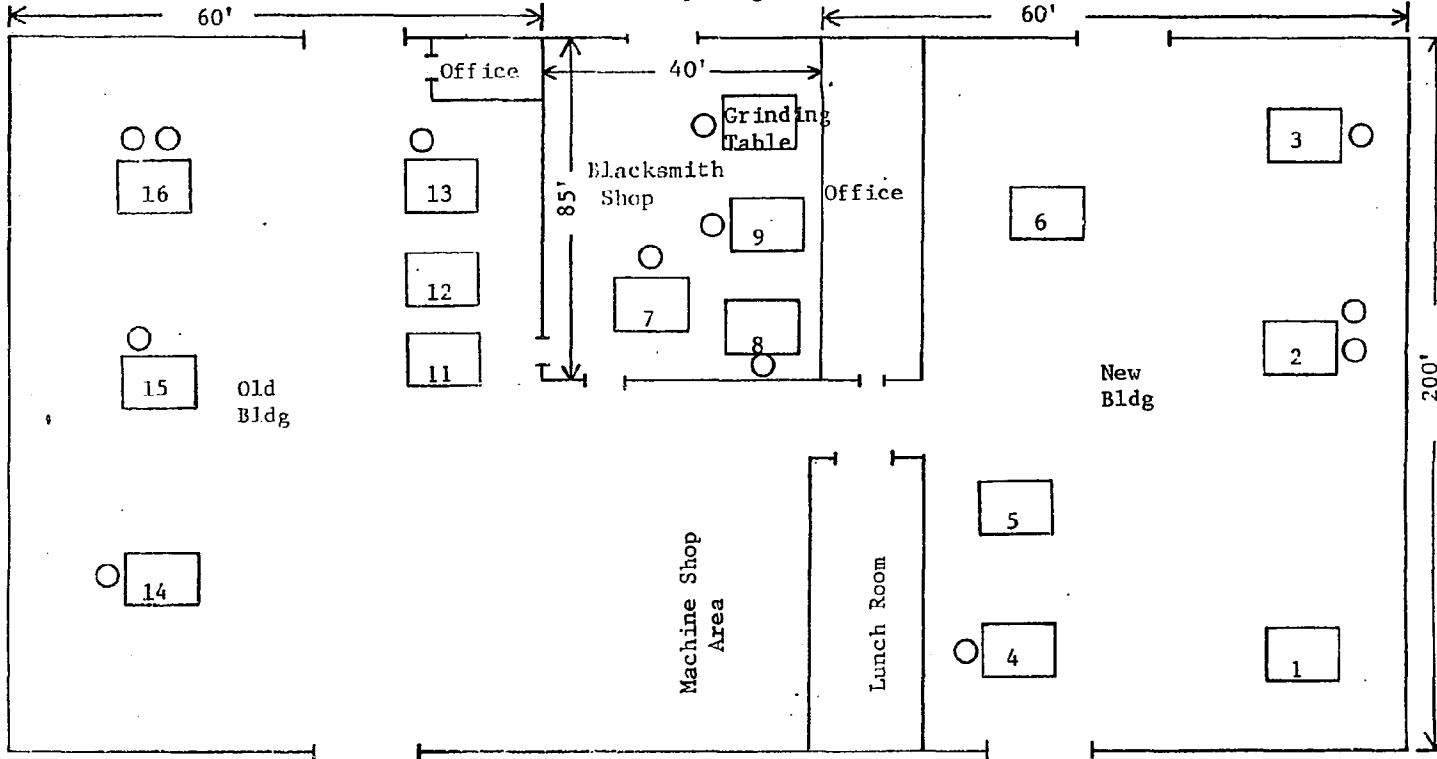 60'
60'
Office
40'
Grinding
Table
3
Blacksmith
Shop
85'
16
13
Office
9
6
12
7
8
2
11
15
Old
Bldg
New
Bldg
200'
5
14
Machine Shop
Area
Lunch Room
4
1